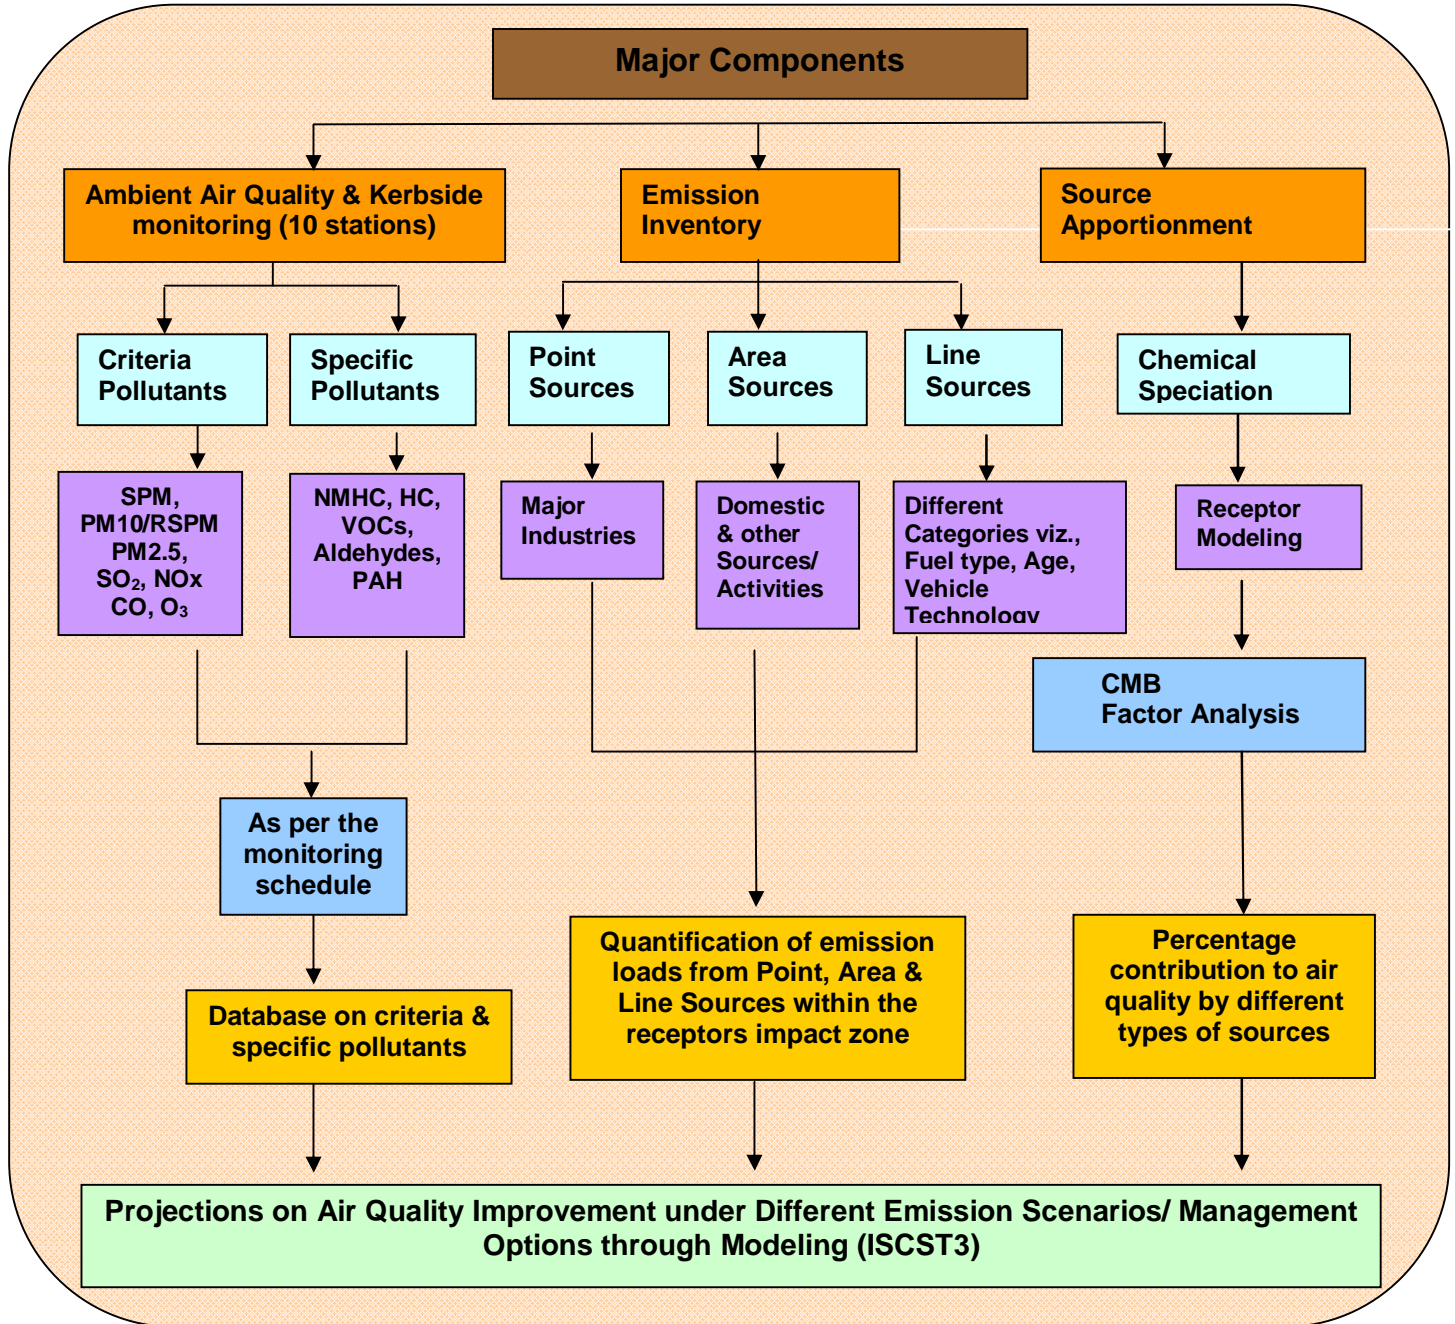 Major Components
Ambient Air Quality & Kerbside
monitoring (10 stations)
Emission
Inventory
Source
Apportionment
Criteria
Pollutants
Specific
Pollutants
Point
Sources
Area
Sources
Line
Sources
Chemical
Speciation
SPM,
PM10/RSPM
PM2.5,
SO₂, NOx
CO, O₃
NMHC, HC,
VOCs,
Aldehydes,
PAH
Major
Industries
Domestic
& other
Sources/
Activities
Different
Categories viz.,
Fuel type, Age,
Vehicle
Technology
Receptor
Modeling
CMB
Factor Analysis
As per the
monitoring
schedule
Database on criteria &
specific pollutants
Quantification of emission
loads from Point, Area &
Line Sources within the
receptors impact zone
Percentage
contribution to air
quality by different
types of sources
Projections on Air Quality Improvement under Different Emission Scenarios/ Management
Options through Modeling (ISCST3)